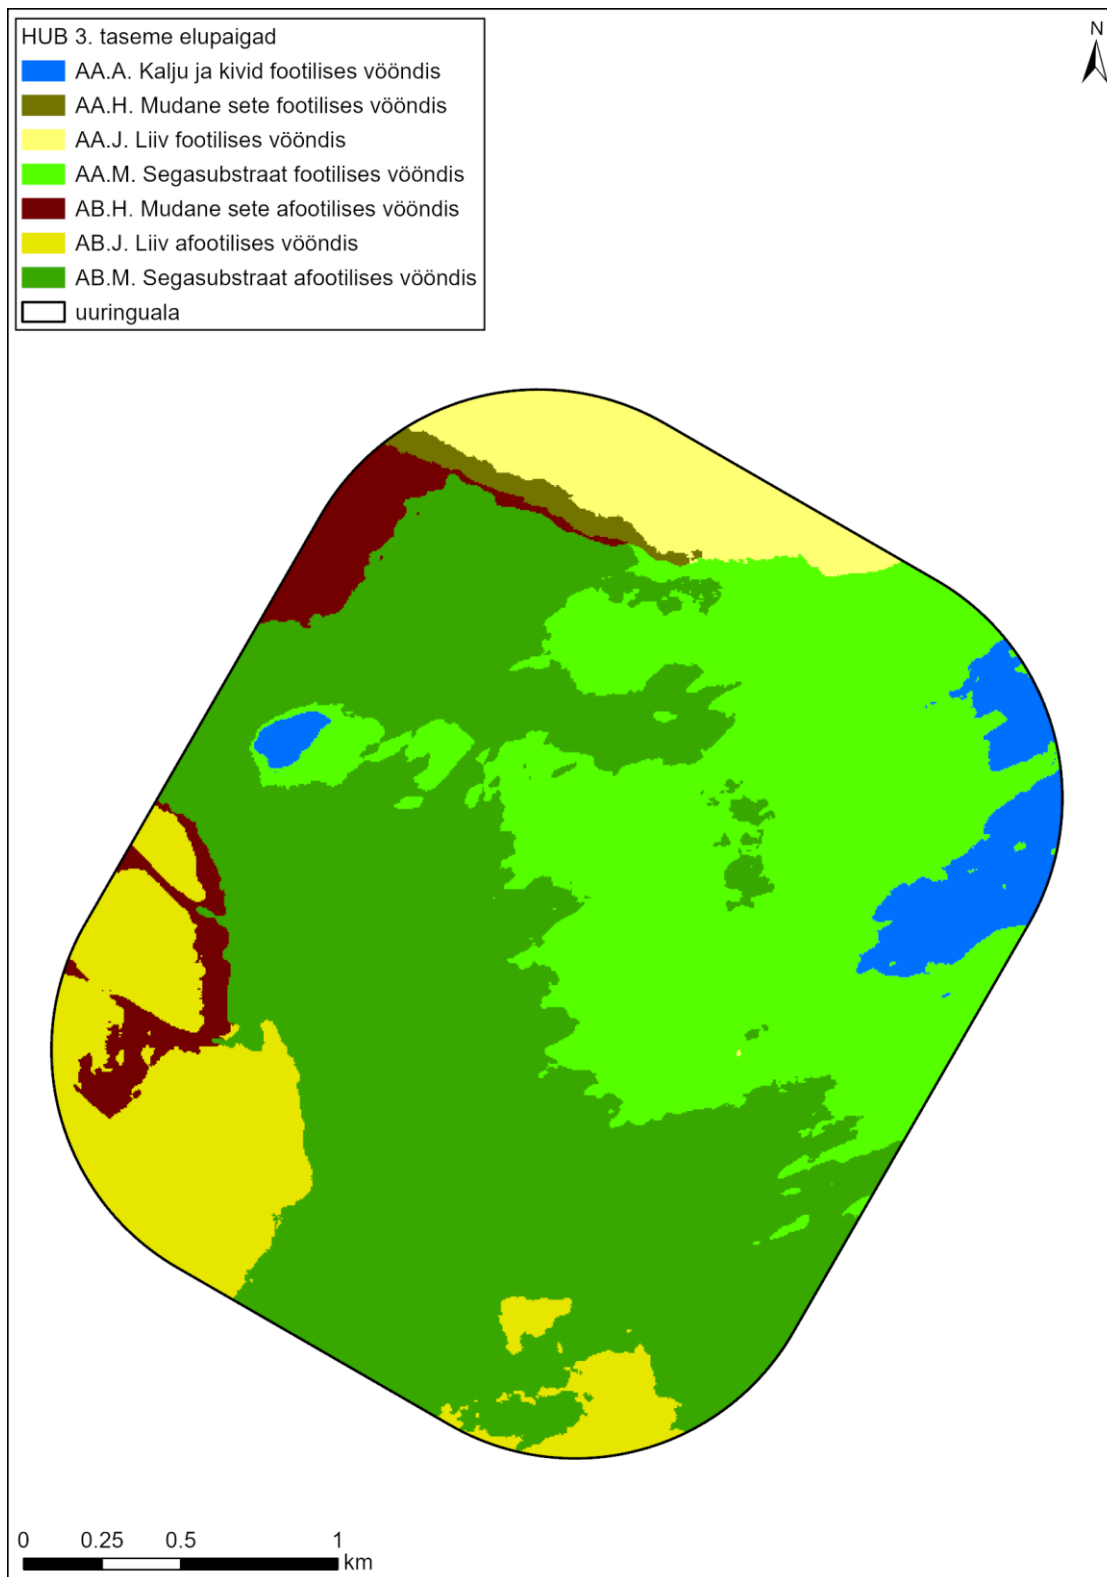 HUB 3. taseme elupaigad
AA.A. Kalju ja kivid footilises vööndis
AA.H. Mudane sete footilises vööndis
AA.J. Liiv footilises vööndis
AA.M. Segasubstraat footilises vööndis
AB.H. Mudane sete afootilises vööndis
AB.J. Liiv afootilises vööndis
AB.M. Segasubstraat afootilises vööndis
uuringuala
N
0 0.25 0.5 1
km